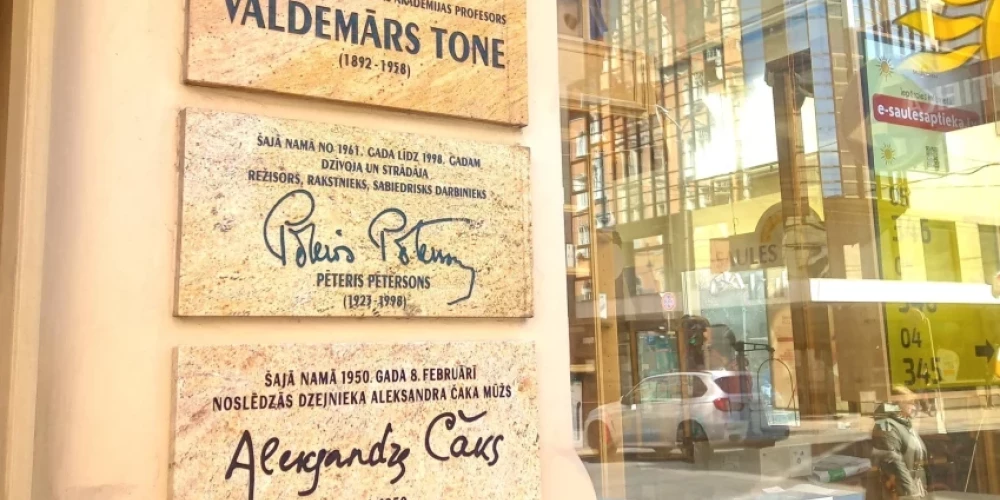 AKADĒMIJAS PROFESORS
VALDEMĀRS TONE
(1892-1958)
ŠAJĀ NAMĀ NO 1961. GADA LĪDZ 1998. GADAM
DZĪVOJA UN STRĀDĀJA
REŽISORS, RAKSTNIEKS, SABIEDRISKS DARBINIEKS
Pēteris Pētersons
PĒTERIS PĒTERSONS
(1923-1998)
ŠAJĀ NAMĀ 1950. GADA 8. FEBRUĀRĪ
NOSLĒDZĀS DZEJNIEKA ALEKSANDRA ČAKA MŪŽS
Aleksandrs Čaks
e-saulesaptieka
SAULES
04
345